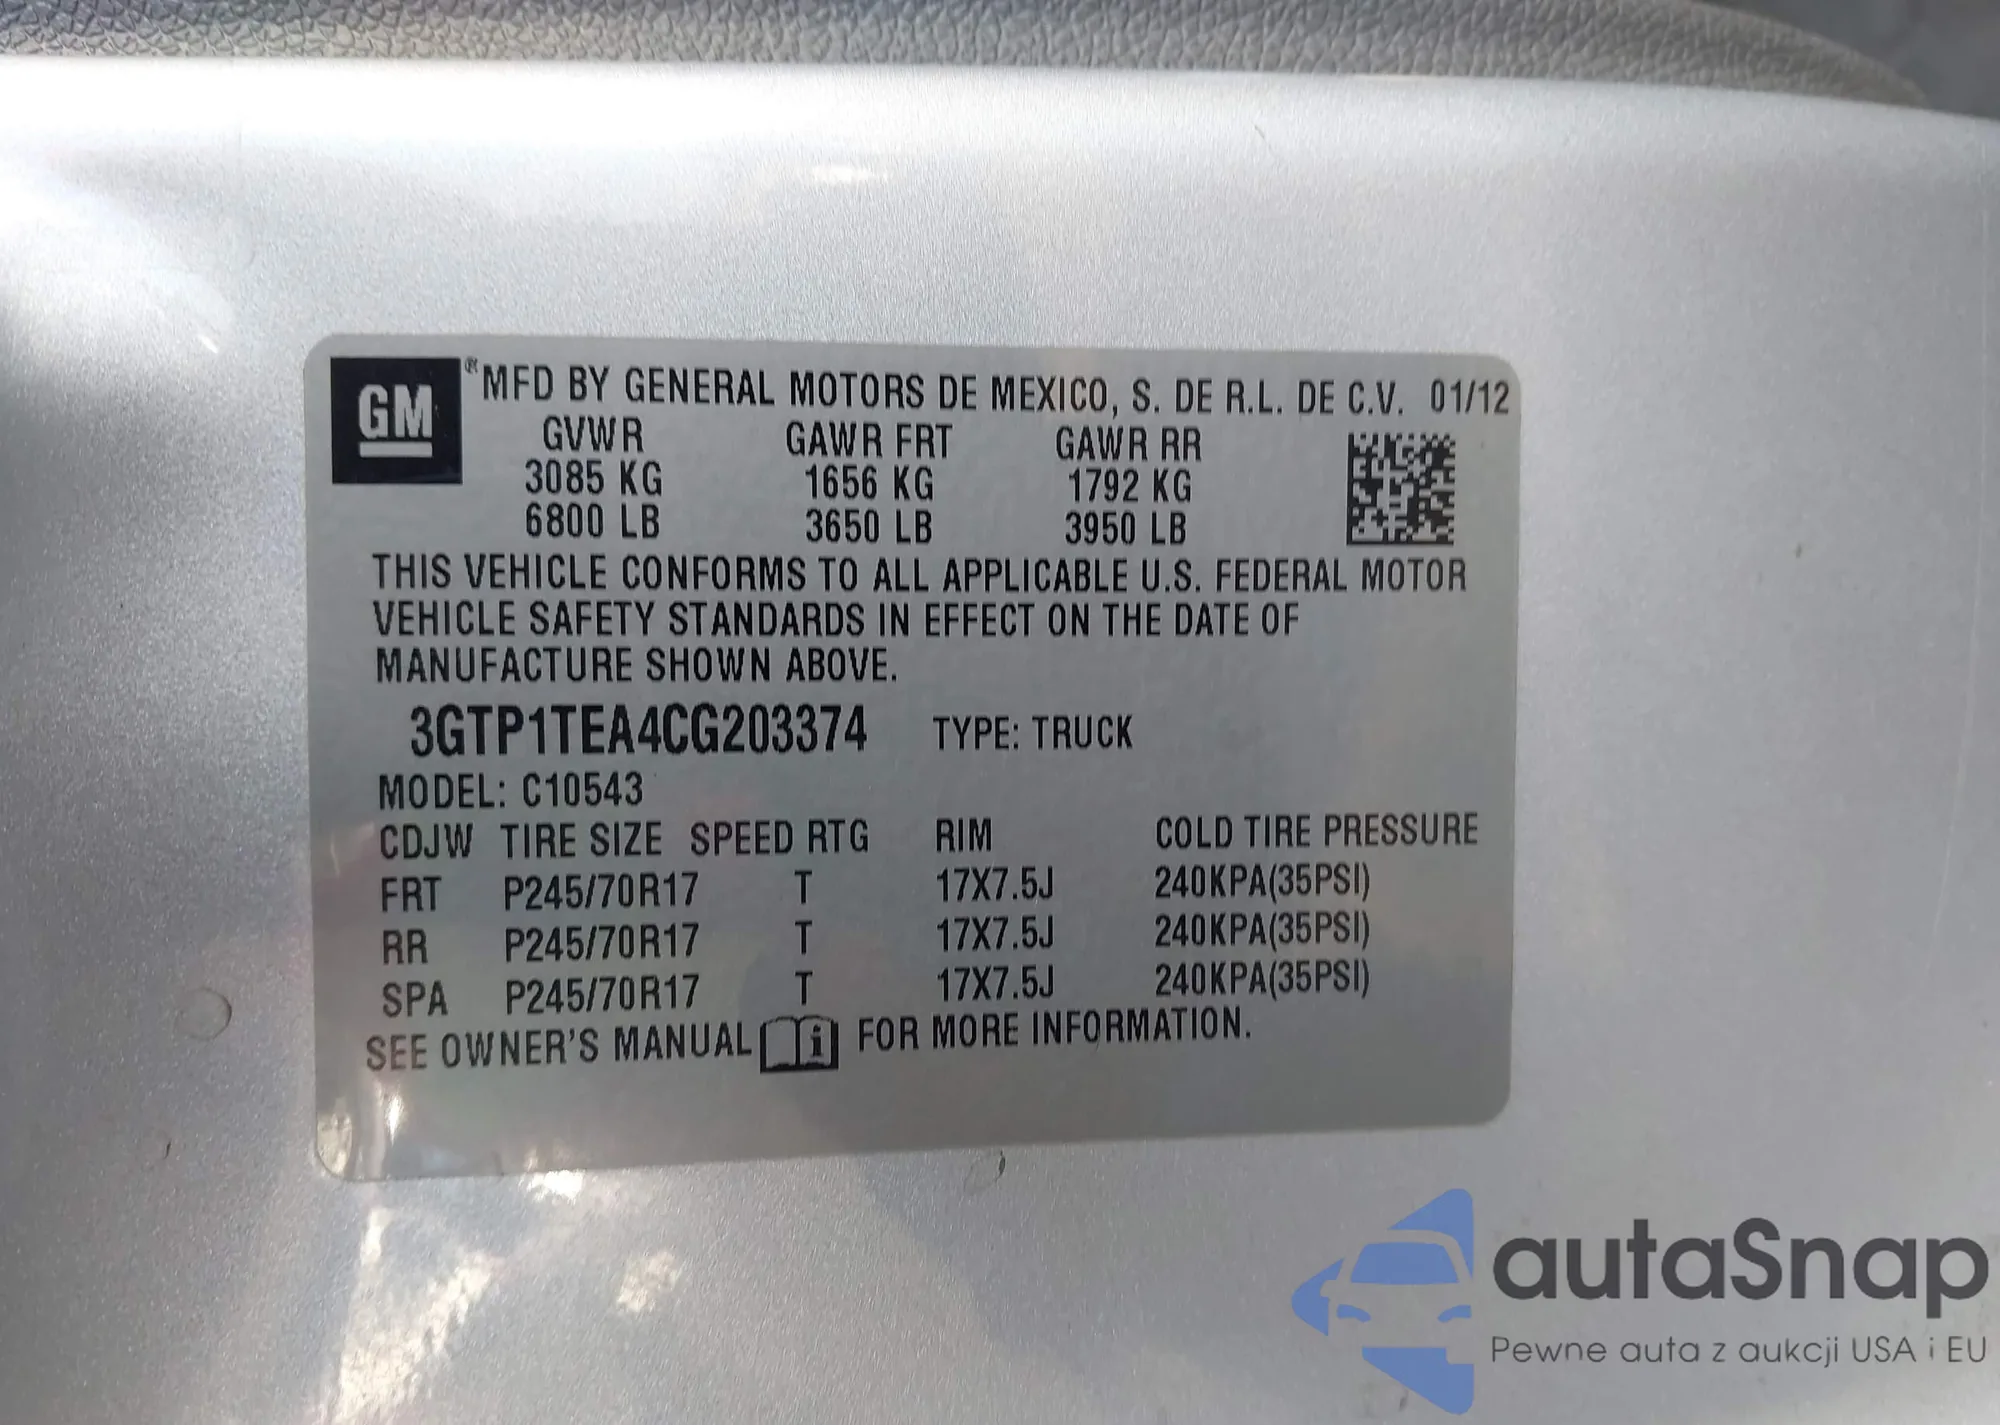 GM ® MFD BY GENERAL MOTORS DE MEXICO, S. DE R.L. DE C.V. 01/12
GVWR GAWR FRT GAWR RR
3085 KG 1656 KG 1792 KG
6800 LB 3650 LB 3950 LB
THIS VEHICLE CONFORMS TO ALL APPLICABLE U.S. FEDERAL MOTOR
VEHICLE SAFETY STANDARDS IN EFFECT ON THE DATE OF
MANUFACTURE SHOWN ABOVE.
3GTP1TEA4CG203374 TYPE: TRUCK
MODEL: C10543
CDJW TIRE SIZE SPEED RTG RIM COLD TIRE PRESSURE
FRT P245/70R17 T 17X7.5J 240KPA(35PSI)
RR P245/70R17 T 17X7.5J 240KPA(35PSI)
SPA P245/70R17 T 17X7.5J 240KPA(35PSI)
SEE OWNER'S MANUAL i FOR MORE INFORMATION.
autaSnap
Pewne auta z aukcji USA i EU